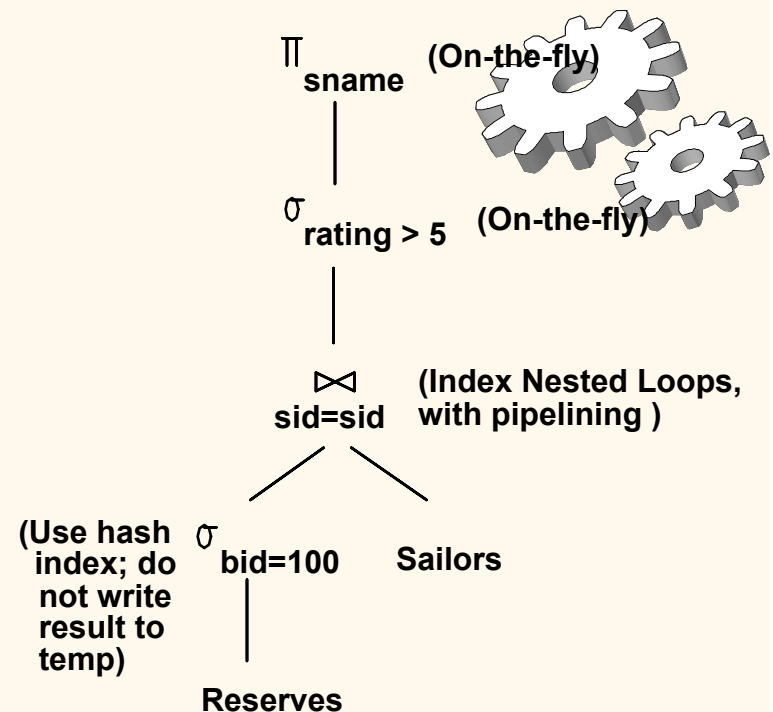 π
sname
(On-the-fly)
σ
rating > 5
(On-the-fly)
⋈
sid=sid
(Index Nested Loops,
with pipelining )
(Use hash
index; do
not write
result to
temp)
σ
bid=100
Sailors
Reserves